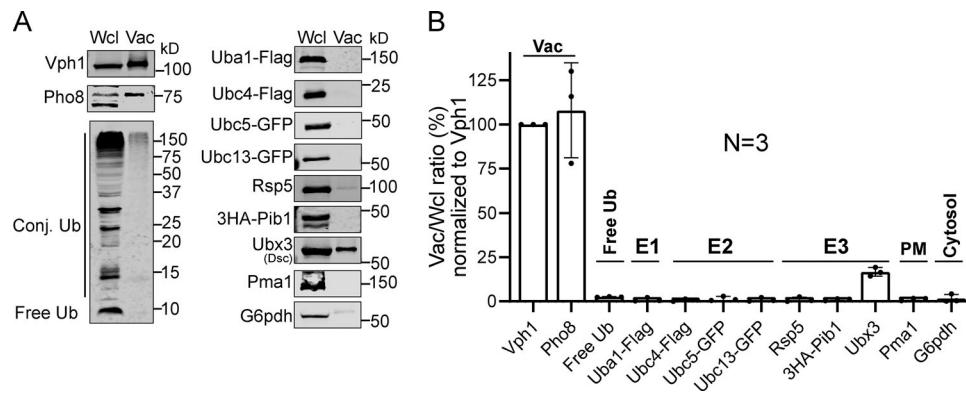 A
Wcl Vac
kD
Vph1
100
Pho8
75
150
75
50
37
Conj. Ub
25
20
15
Free Ub
10
Wcl Vac kD
Uba1-Flag
150
Ubc4-Flag
25
Ubc5-GFP
50
Ubc13-GFP
50
Rsp5
100
3HA-Pib1
50
Ubx3
(Dsc)
50
Pma1
150
G6pdh
50
B
Vac/Wcl ratio (%)
normalized to Vph1
125
100
75
50
25
0
Vac
N=3
Free Ub
E1
E2
E3
PM
Cytosol
Vph1
Pho8
Free Ub
Uba1-Flag
Ubc4-Flag
Ubc5-GFP
Ubc13-GFP
Rsp5
3HA-Pib1
Ubx3
Pma1
G6pdh